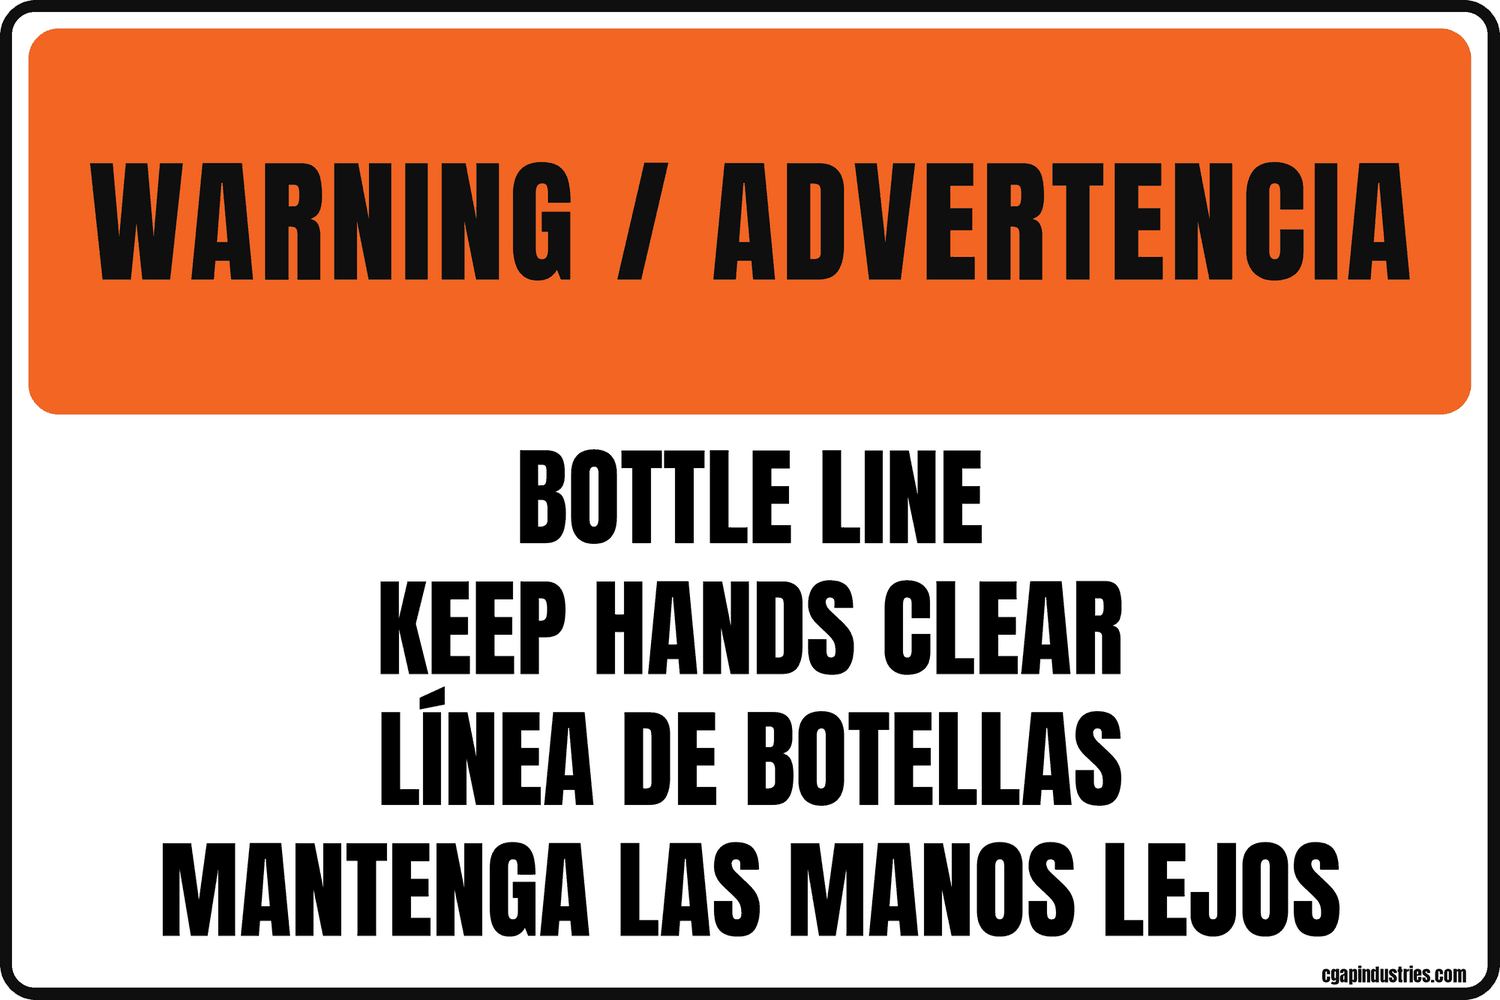 WARNING / ADVERTENCIA
BOTTLE LINE
KEEP HANDS CLEAR
LÍNEA DE BOTELLAS
MANTENGA LAS MANOS LEJOS
cgapindustries.com